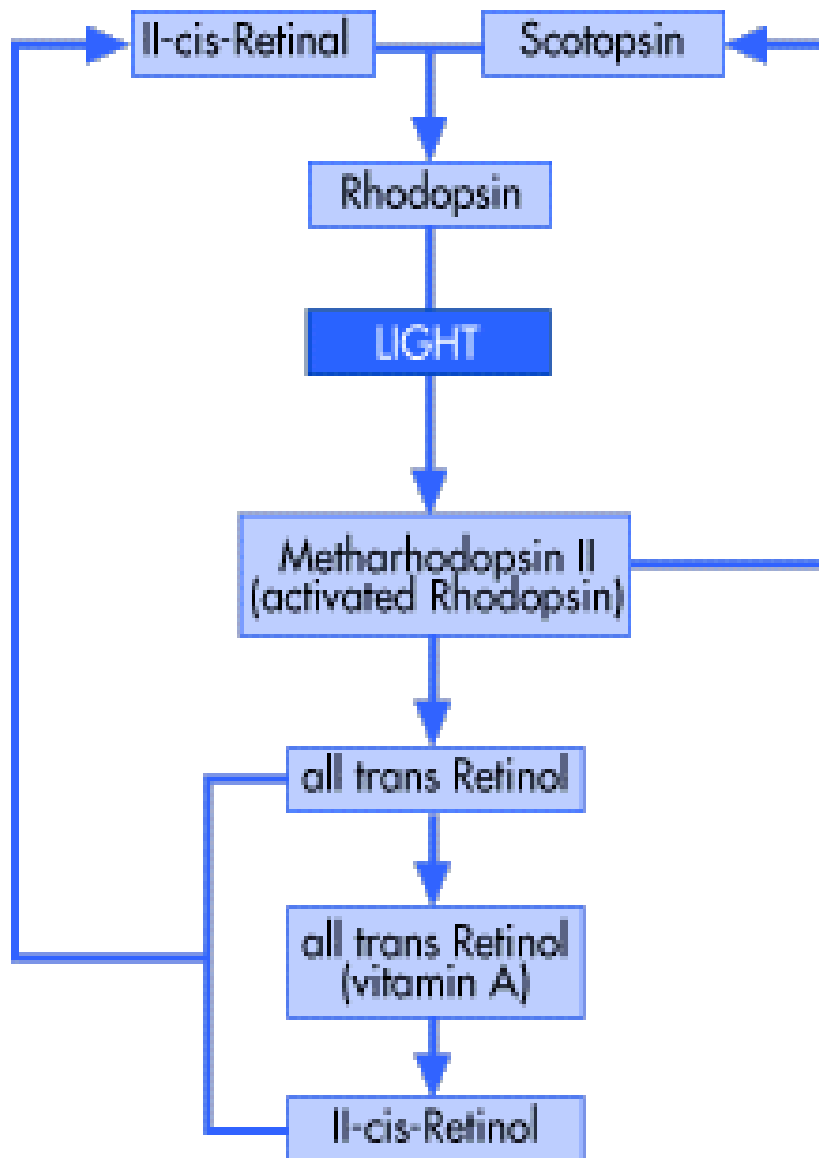 II-cis-Retinal
Scotopsin
Rhodopsin
LIGHT
Metharhodopsin II
(activated Rhodopsin)
all trans Retinol
all trans Retinol
(vitamin A)
II-cis-Retinol